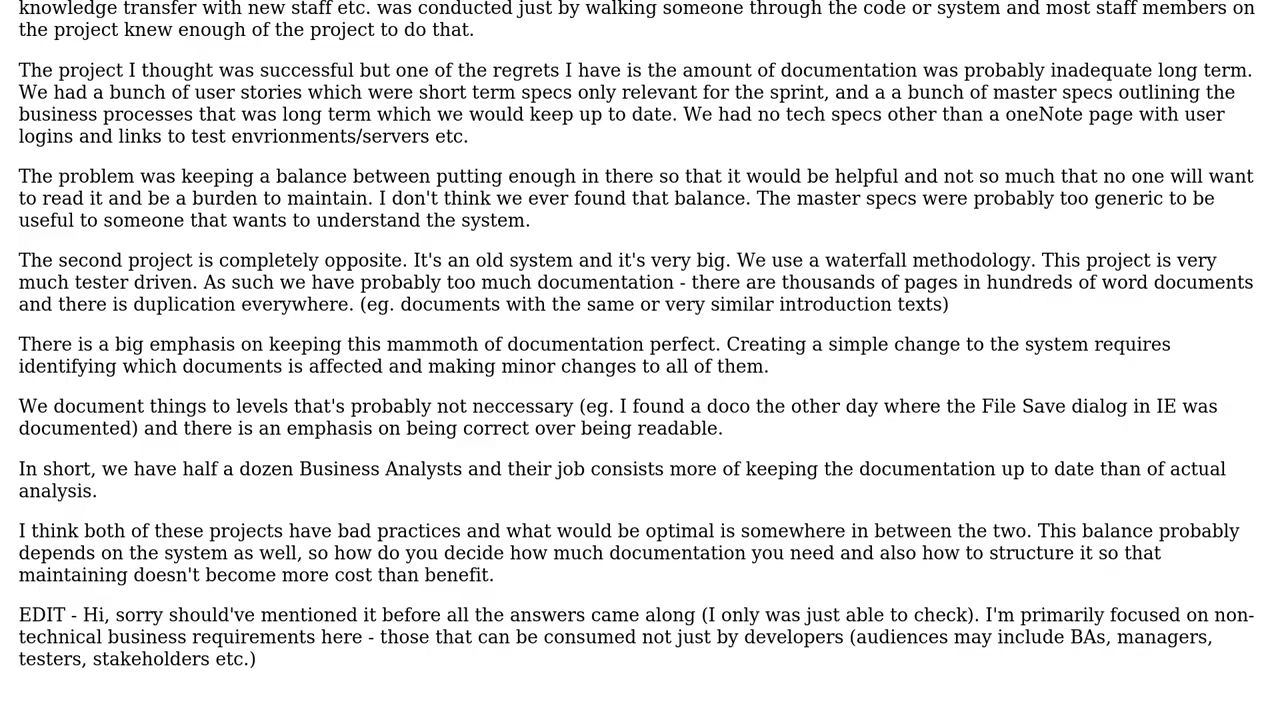 knowledge transfer with new staff etc. was conducted just by walking someone through the code or system and most staff members on
the project knew enough of the project to do that.
The project I thought was successful but one of the regrets I have is the amount of documentation was probably inadequate long term.
We had a bunch of user stories which were short term specs only relevant for the sprint, and a a bunch of master specs outlining the
business processes that was long term which we would keep up to date. We had no tech specs other than a oneNote page with user
logins and links to test envrionments/servers etc.
The problem was keeping a balance between putting enough in there so that it would be helpful and not so much that no one will want
to read it and be a burden to maintain. I don't think we ever found that balance. The master specs were probably too generic to be
useful to someone that wants to understand the system.
The second project is completely opposite. It's an old system and it's very big. We use a waterfall methodology. This project is very
much tester driven. As such we have probably too much documentation - there are thousands of pages in hundreds of word documents
and there is duplication everywhere. (eg. documents with the same or very similar introduction texts)
There is a big emphasis on keeping this mammoth of documentation perfect. Creating a simple change to the system requires
identifying which documents is affected and making minor changes to all of them.
We document things to levels that's probably not neccessary (eg. I found a doco the other day where the File Save dialog in IE was
documented) and there is an emphasis on being correct over being readable.
In short, we have half a dozen Business Analysts and their job consists more of keeping the documentation up to date than of actual
analysis.
I think both of these projects have bad practices and what would be optimal is somewhere in between the two. This balance probably
depends on the system as well, so how do you decide how much documentation you need and also how to structure it so that
maintaining doesn't become more cost than benefit.
EDIT - Hi, sorry should've mentioned it before all the answers came along (I only was just able to check). I'm primarily focused on non-
technical business requirements here - those that can be consumed not just by developers (audiences may include BAs, managers,
testers, stakeholders etc.)